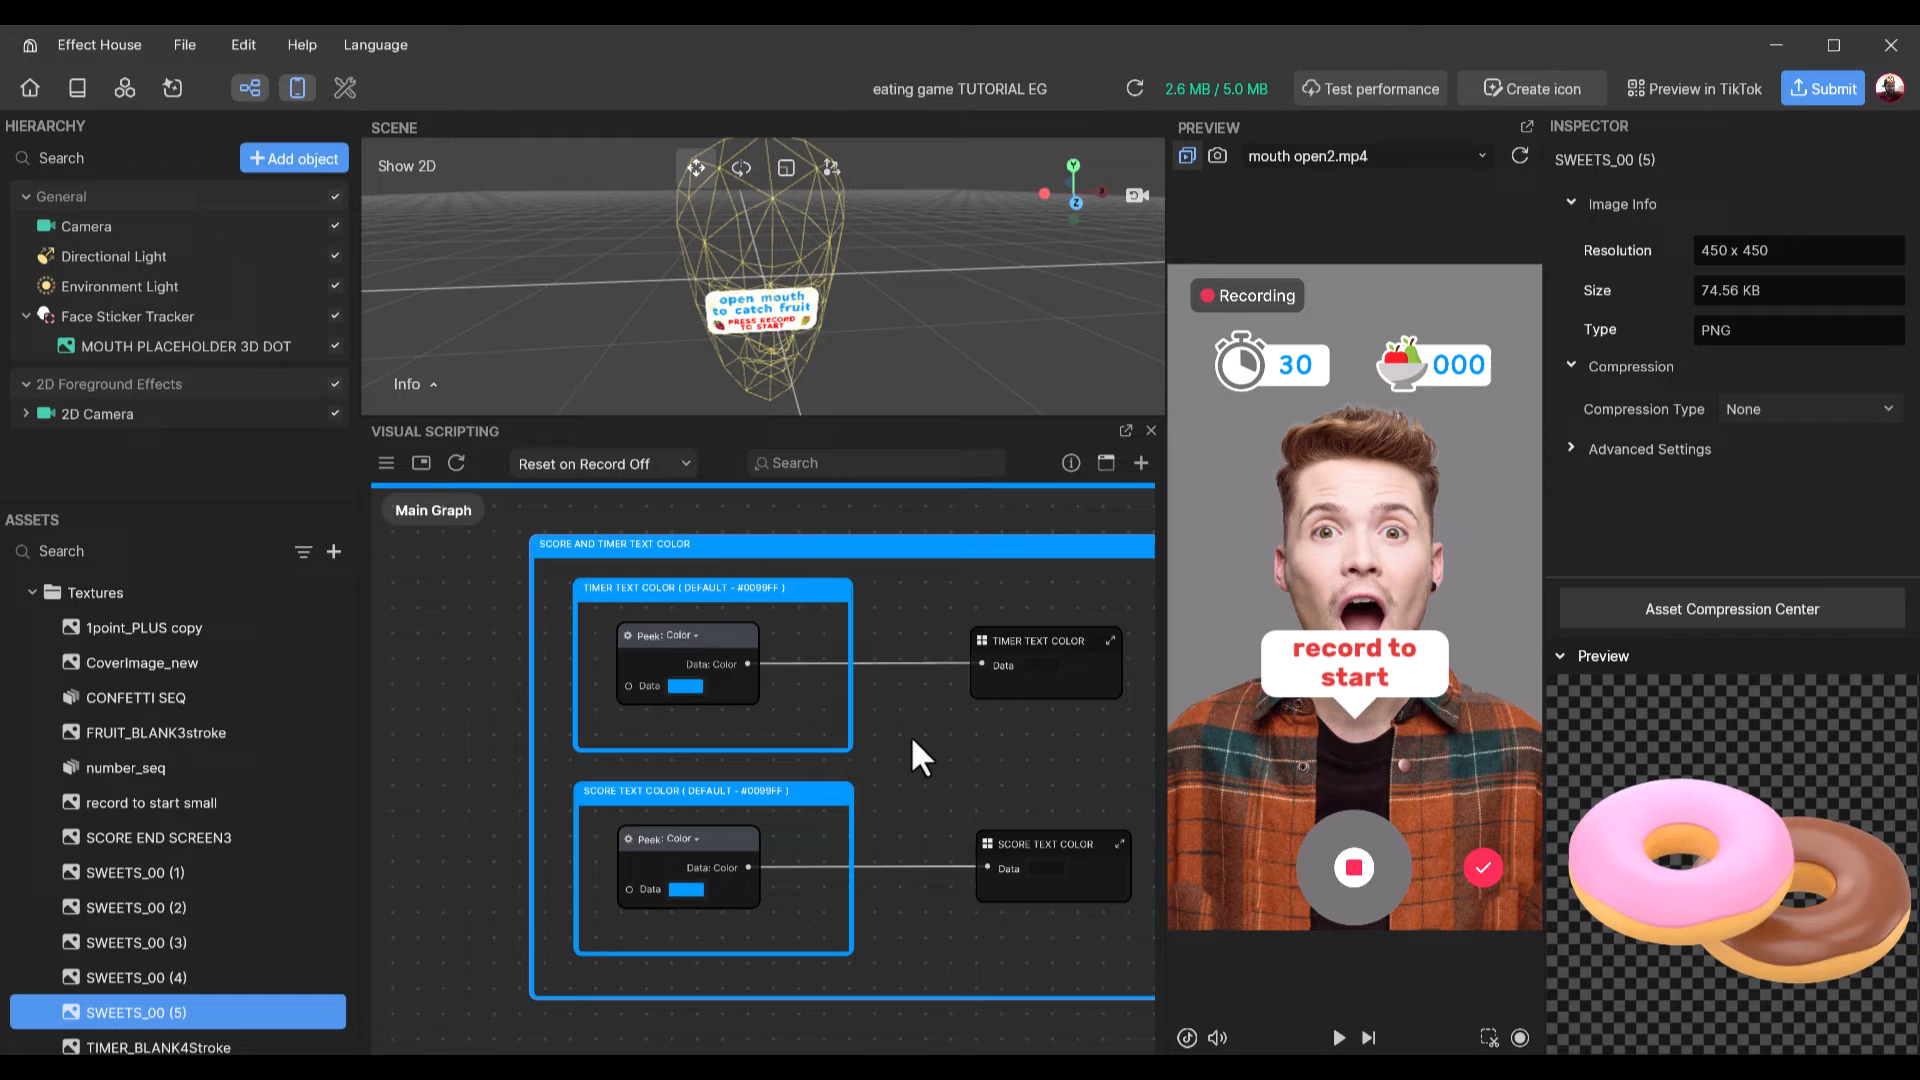 Effect House
File
Edit
Help
Language
eating game TUTORIAL EG
2.6 MB / 5.0 MB
Test performance
Create icon
Preview in TikTok
Submit
HIERARCHY
Search
Add object
General
Camera
Directional Light
Environment Light
Face Sticker Tracker
MOUTH PLACEHOLDER 3D DOT
2D Foreground Effects
2D Camera
ASSETS
Search
Textures
1point_PLUS copy
CoverImage_new
CONFETTI SEQ
FRUIT_BLANK3stroke
number_seq
record to start small
SCORE END SCREEN3
SWEETS_00 (1)
SWEETS_00 (2)
SWEETS_00 (3)
SWEETS_00 (4)
SWEETS_00 (5)
TIMER_BLANK4Stroke
SCENE
Show 2D
Y
X
Z
open mouth
to catch fruit
PRESS RECORD
TO START
Info
VISUAL SCRIPTING
Reset on Record Off
Search
Main Graph
SCORE AND TIMER TEXT COLOR
TIMER TEXT COLOR ( DEFAULT - #0099FF )
Peek: Color
Data: Color
Data
TIMER TEXT COLOR
Data
SCORE TEXT COLOR ( DEFAULT - #0099FF )
Peek: Color
Data: Color
Data
SCORE TEXT COLOR
Data
PREVIEW
mouth open2.mp4
Recording
30
000
record to
start
INSPECTOR
SWEETS_00 (5)
Image Info
Resolution
450 x 450
Size
74.56 KB
Type
PNG
Compression
Compression Type
None
Advanced Settings
Asset Compression Center
Preview